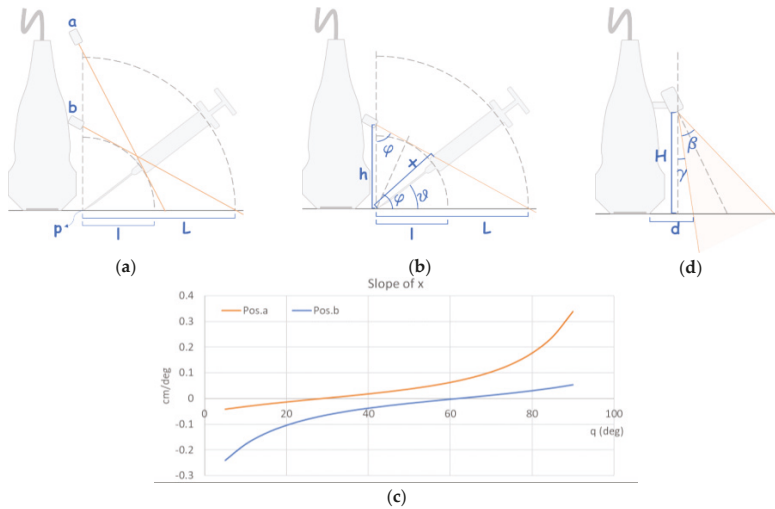 a
b
p
l
L
(a)
h
φ
x
φ
ϑ
l
L
(b)
H
β
γ
d
(d)
Slope of x
Pos.a
Pos.b
cm/deg
0.4
0.3
0.2
0.1
0
-0.1
-0.2
-0.3
0
20
40
60
80
100
q (deg)
(c)